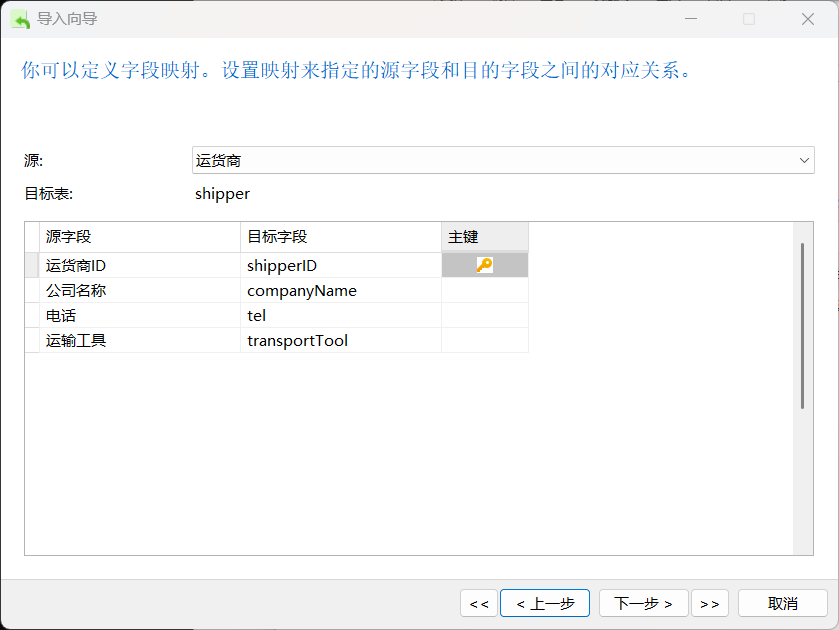 导入向导
你可以定义字段映射。设置映射来指定的源字段和目的字段之间的对应关系。
源: 运货商
目标表: shipper
源字段 目标字段 主键
运货商ID shipperID
公司名称 companyName
电话 tel
运输工具 transportTool
<< < 上一步 下一步 > >> 取消